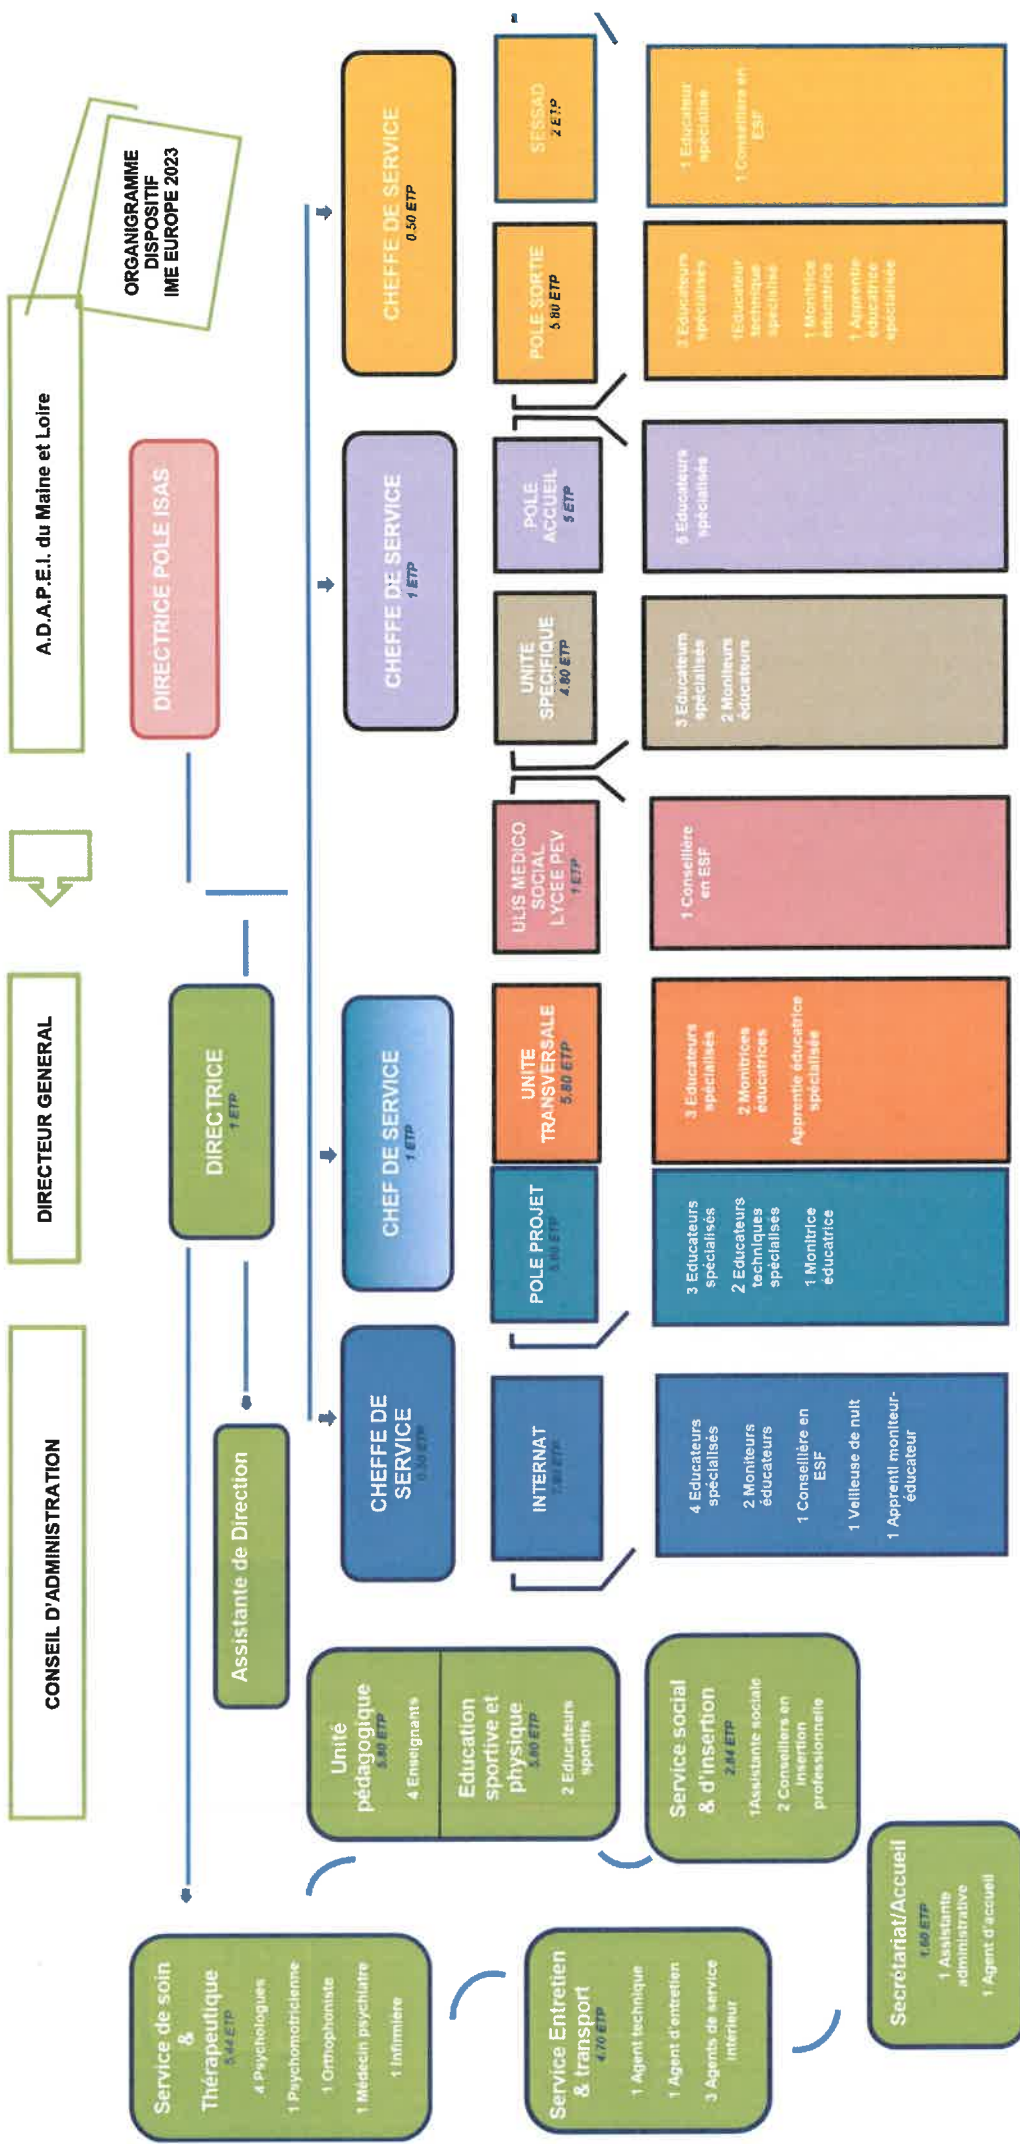 CONSEIL D'ADMINISTRATION
DIRECTEUR GENERAL
A.D.A.P.E.I. du Maine et Loire
ORGANIGRAMME
DISPOSITIF
IME EUROPE 2023
DIRECTRICE POLE ISAS
DIRECTRICE
1 ETP
Assistante de Direction
Service de soin
&
Thérapeutique
5.44 ETP
4 Psychologues
1 Psychomotricienne
1 Orthophoniste
1 Médecin psychiatre
1 Infirmière
Unité
pédagogique
5.80 ETP
4 Enseignants
Education
sportive et
physique
5.80 ETP
2 Educateurs
sportifs
Service Entretien
& transport
4.70 ETP
1 Agent technique
1 Agent d'entretien
3 Agents de service
intérieur
Service social
& d'insertion
2.84 ETP
1Assistante sociale
2 Conseillers en
insertion
professionnelle
Secrétariat/Accueil
1.60 ETP
1 Assistante
administrative
1 Agent d'accueil
CHEFFE DE
SERVICE
0.50 ETP
CHEF DE SERVICE
1 ETP
CHEFFE DE SERVICE
1 ETP
CHEFFE DE SERVICE
0.50 ETP
INTERNAT
ETP
4 Educateurs
spécialisés
2 Moniteurs
éducateurs
1 Conseillère en
ESF
1 Veilleuse de nuit
1 Apprenti moniteur-
éducateur
POLE PROJET
ETP
3 Educateurs
spécialisés
2 Educateurs
techniques
spécialisés
1 Monitrice
éducatrice
UNITE
TRANSVERSALE
5.80 ETP
3 Educateurs
spécialisés
2 Monitrices
éducatrices
Apprentie éducatrice
spécialisée
ULIS MEDICO
SOCIAL
LYCEE PEV
1 ETP
1 Conseillère
en ESF
UNITE
SPECIFIQUE
4.80 ETP
3 Educateurs
spécialisés
2 Moniteurs
éducateurs
POLE
ACCUEIL
5 ETP
5 Educateurs
spécialisés
POLE SORTIE
5.80 ETP
3 Educateurs
spécialisés
1Educateur
technique
spécialisé
1 Monitrice
éducatrice
1 Apprentie
éducatrice
spécialisée
SESSAD
2 ETP
1 Educateur
spécialisé
1 Conseillère en
ESF